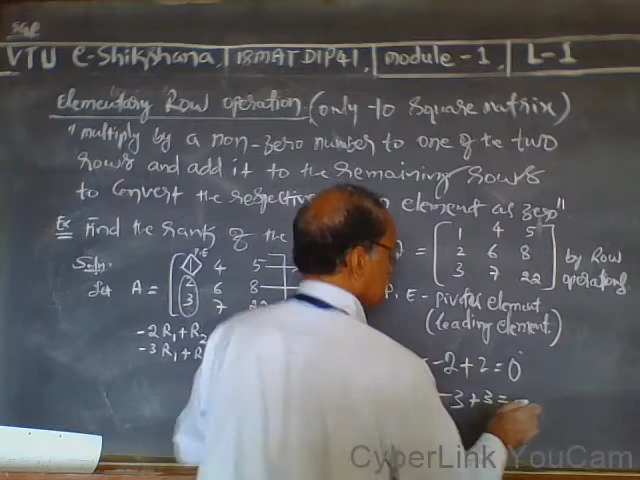 VTU e-Shikshana, 18MAT DIP41, module - 1, L-1
Elementary Row operation (only to square matrix)
"multiply by a non-zero number to one of the two
rows and add it to the remaining rows
to convert the respective element as zero"
Ex Find the rank of the = [1 4 5
2 6 8
3 7 22] by Row operations
Soln:
Let A = [1 4 5
2 6 8
3 7 22
P.E
P.E - Pivotel element
(leading element)
-2R1+R2
-3R1+R
-2+2=0
-3+3=
CyberLink YouCam